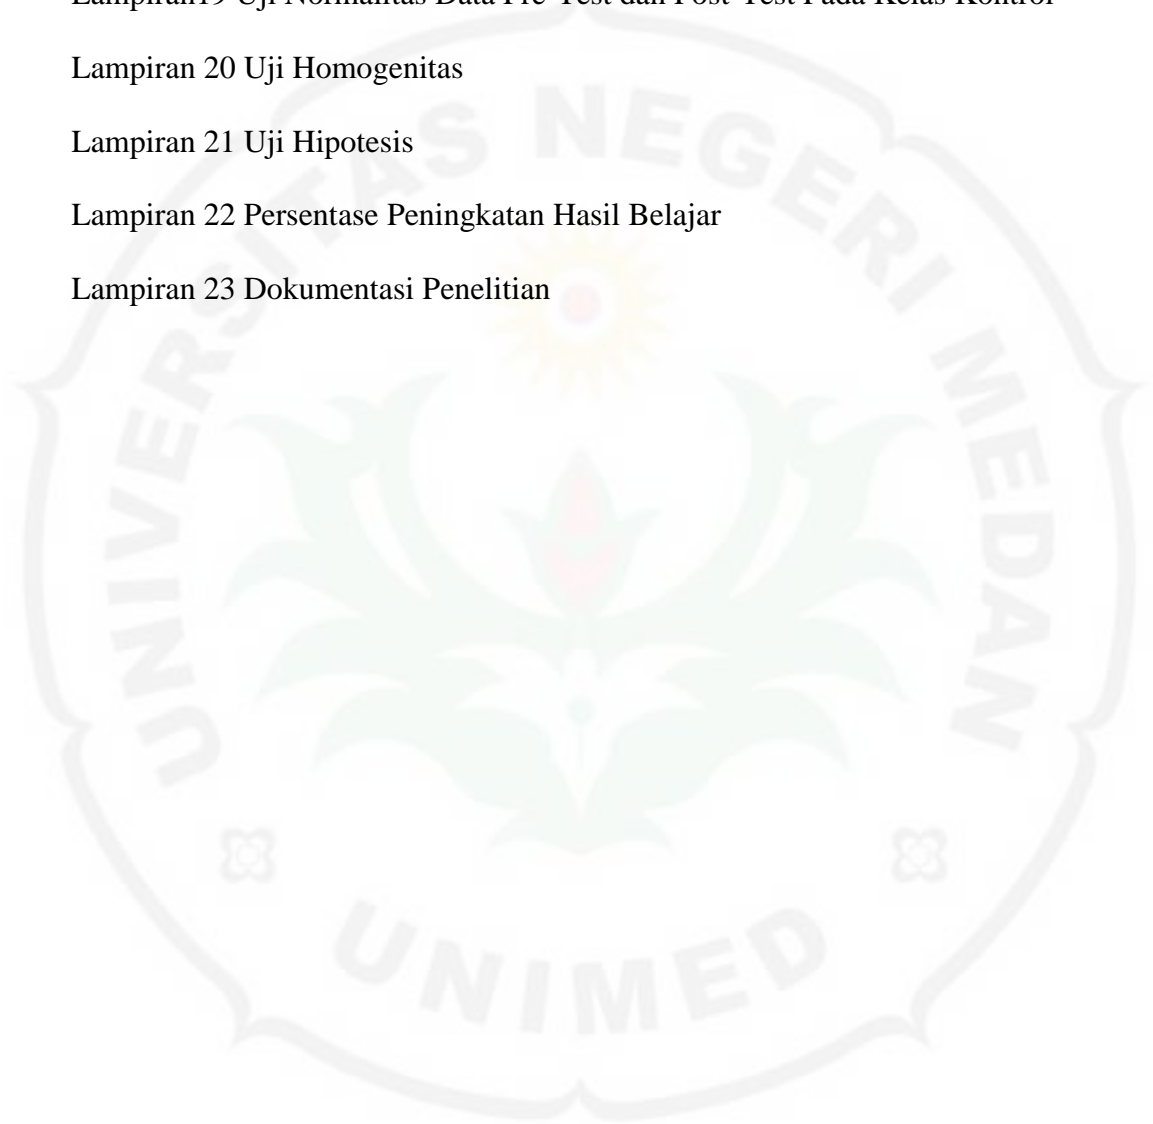 Lampiran19 Uji Normalitas Data Pre-Test dan Post-Test Pada Kelas Kontrol
Lampiran 20 Uji Homogenitas
Lampiran 21 Uji Hipotesis
Lampiran 22 Persentase Peningkatan Hasil Belajar
Lampiran 23 Dokumentasi Penelitian
UNIVERSITAS NEGERI MEDAN
UNIMED